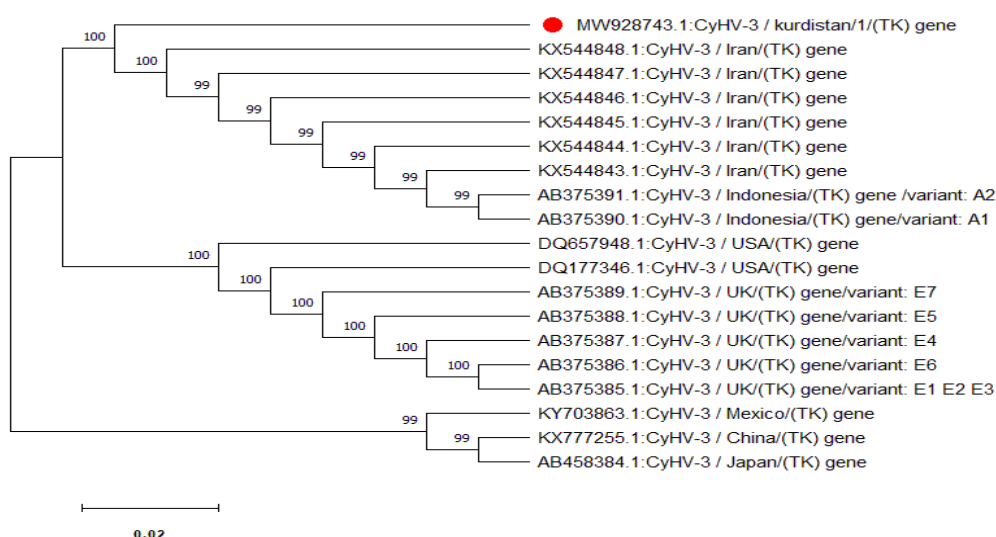 100
MW928743.1:CyHV-3 / kurdistan/1/(TK) gene
100
KX544848.1:CyHV-3 / Iran/(TK) gene
99
KX544847.1:CyHV-3 / Iran/(TK) gene
99
KX544846.1:CyHV-3 / Iran/(TK) gene
99
KX544845.1:CyHV-3 / Iran/(TK) gene
99
KX544844.1:CyHV-3 / Iran/(TK) gene
99
KX544843.1:CyHV-3 / Iran/(TK) gene
99
AB375391.1:CyHV-3 / Indonesia/(TK) gene /variant: A2
AB375390.1:CyHV-3 / Indonesia/(TK) gene/variant: A1
100
DQ657948.1:CyHV-3 / USA/(TK) gene
100
DQ177346.1:CyHV-3 / USA/(TK) gene
100
AB375389.1:CyHV-3 / UK/(TK) gene/variant: E7
100
AB375388.1:CyHV-3 / UK/(TK) gene/variant: E5
100
AB375387.1:CyHV-3 / UK/(TK) gene/variant: E4
100
AB375386.1:CyHV-3 / UK/(TK) gene/variant: E6
AB375385.1:CyHV-3 / UK/(TK) gene/variant: E1 E2 E3
99
KY703863.1:CyHV-3 / Mexico/(TK) gene
99
KX777255.1:CyHV-3 / China/(TK) gene
AB458384.1:CyHV-3 / Japan/(TK) gene
0.02